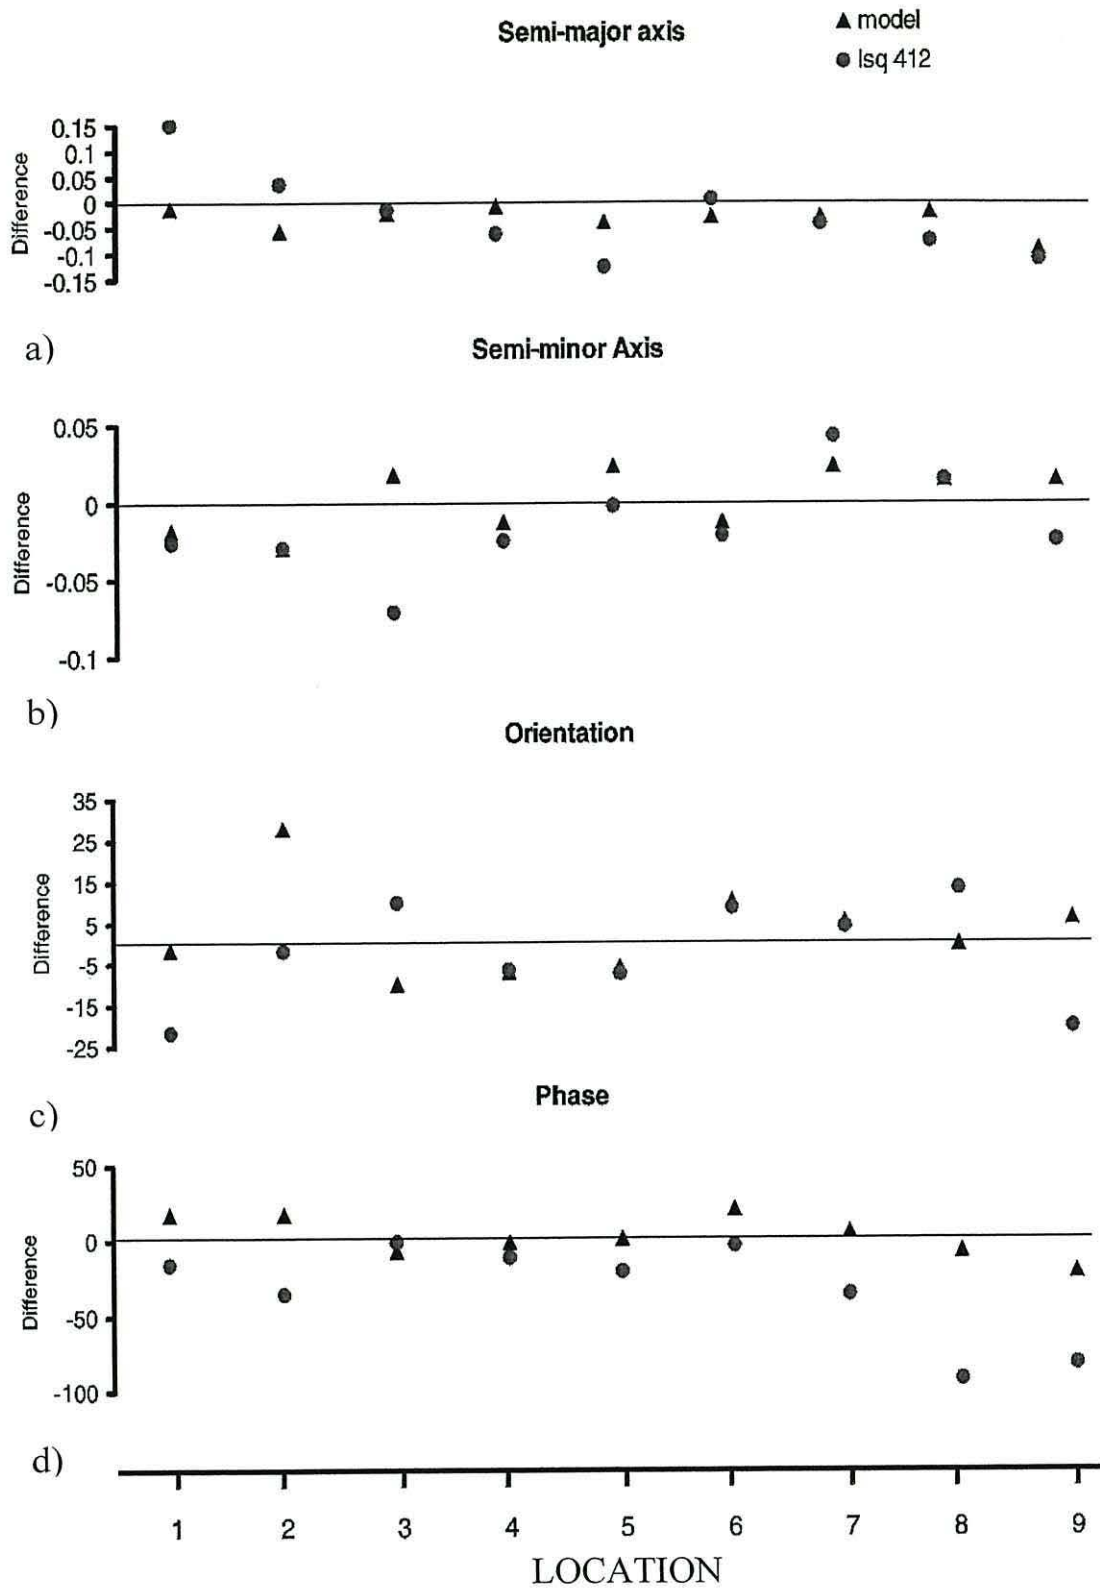 Semi-major axis
▲ model
● lsq 412
Difference
0.15
0.1
0.05
0
-0.05
-0.1
-0.15
a)
Semi-minor Axis
Difference
0.05
0
-0.05
-0.1
b)
Orientation
Difference
35
25
15
5
-5
-15
-25
c)
Phase
Difference
50
0
-50
-100
d)
1 2 3 4 5 6 7 8 9
LOCATION